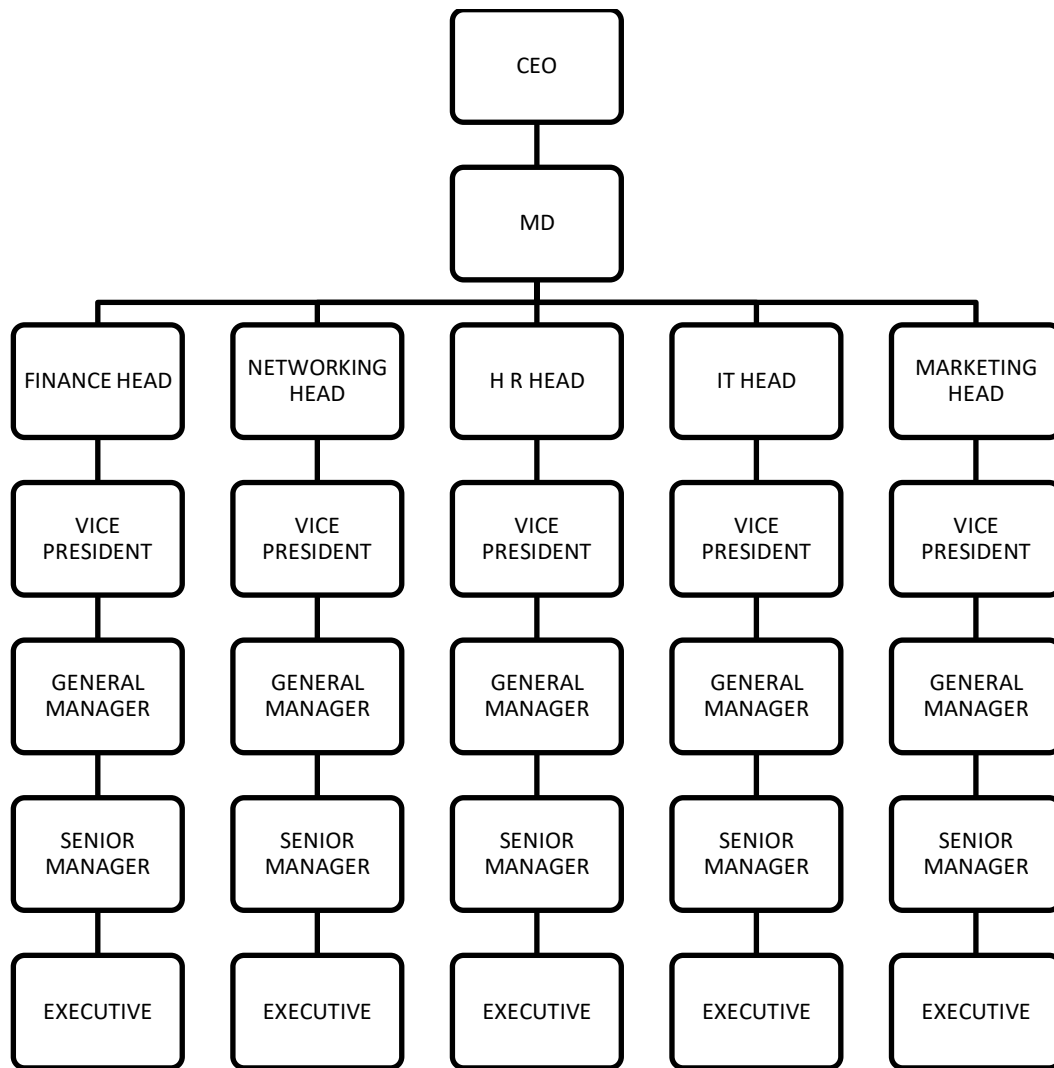 CEO
MD
FINANCE HEAD
NETWORKING
HEAD
H R HEAD
IT HEAD
MARKETING
HEAD
VICE
PRESIDENT
VICE
PRESIDENT
VICE
PRESIDENT
VICE
PRESIDENT
VICE
PRESIDENT
GENERAL
MANAGER
GENERAL
MANAGER
GENERAL
MANAGER
GENERAL
MANAGER
GENERAL
MANAGER
SENIOR
MANAGER
SENIOR
MANAGER
SENIOR
MANAGER
SENIOR
MANAGER
SENIOR
MANAGER
EXECUTIVE
EXECUTIVE
EXECUTIVE
EXECUTIVE
EXECUTIVE